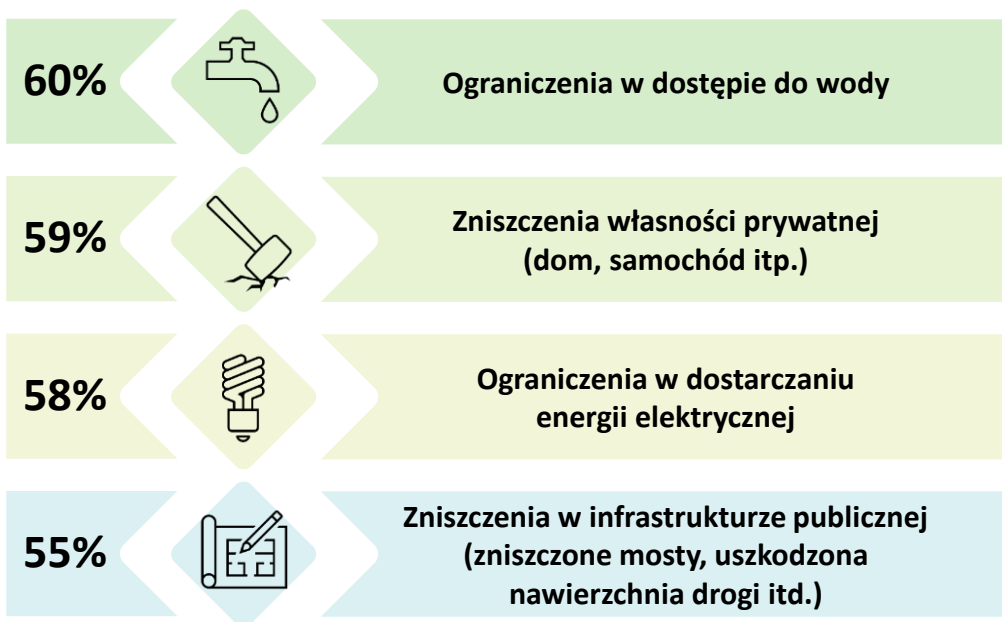 60%
Ograniczenia w dostępie do wody
59%
Zniszczenia własności prywatnej
(dom, samochód itp.)
58%
Ograniczenia w dostarczaniu
energii elektrycznej
55%
Zniszczenia w infrastrukturze publicznej
(zniszczone mosty, uszkodzona
nawierzchnia drogi itd.)